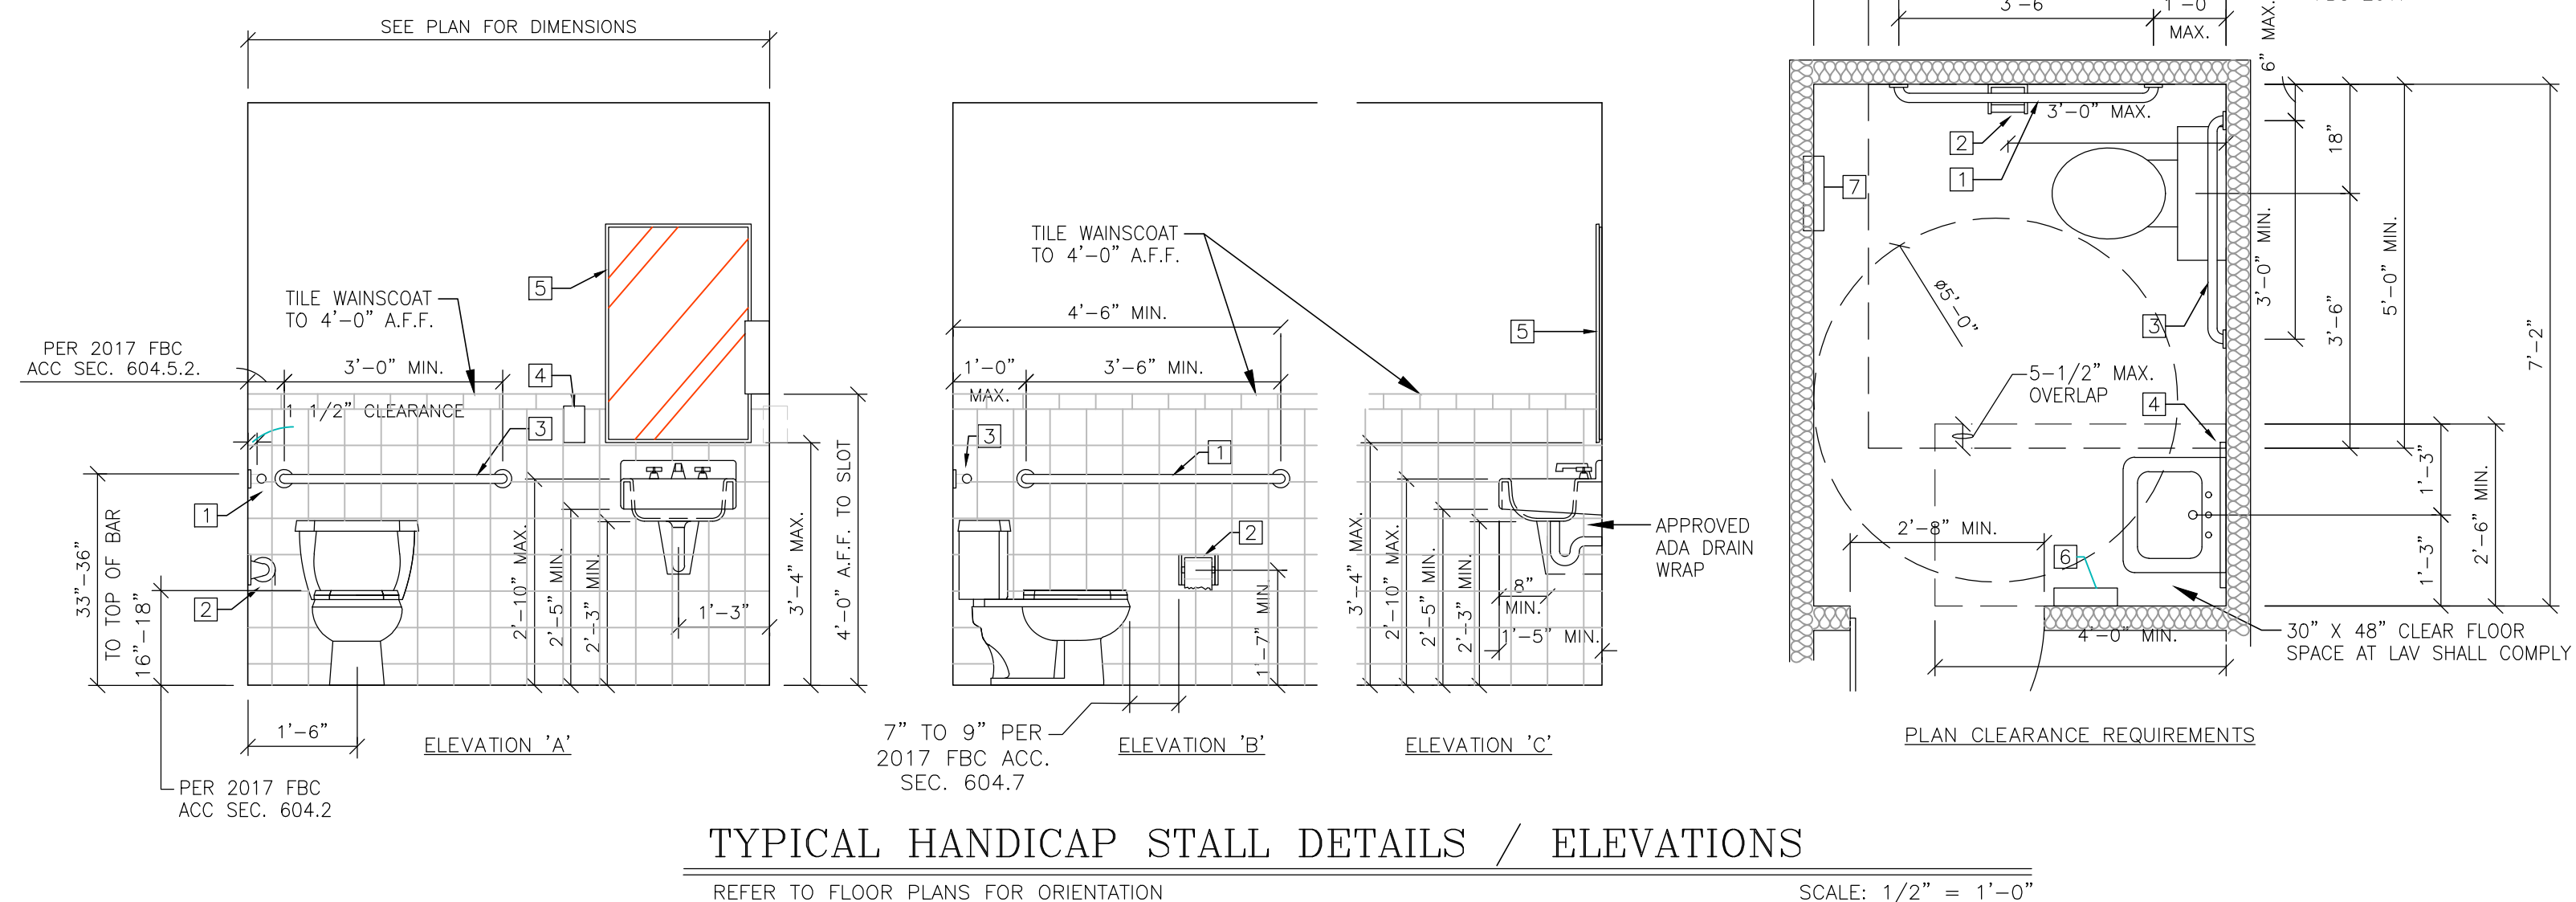 SEE PLAN FOR DIMENSIONS
TILE WAINSCOAT
TO 4'-0" A.F.F.
PER 2017 FBC
ACC SEC. 604.5.2.
3'-0" MIN.
1 1/2" CLEARANCE
5
4
3
1
2
33"-36"
TO TOP OF BAR
16"-18"
2'-10" MAX.
2'-5" MIN.
2'-3" MIN.
1'-3"
3'-4" MAX.
4'-0" A.F.F. TO SLOT
1'-6"
ELEVATION 'A'
PER 2017 FBC
ACC SEC. 604.2
TILE WAINSCOAT
TO 4'-0" A.F.F.
4'-6" MIN.
1'-0"
MAX.
3'-6" MIN.
3
1
2
1'-7" MIN.
7" TO 9" PER
2017 FBC ACC.
SEC. 604.7
ELEVATION 'B'
5
3'-4" MAX.
2'-10" MAX.
2'-5" MIN.
2'-3" MIN.
8"
MIN.
1'-5" MIN.
APPROVED
ADA DRAIN
WRAP
ELEVATION 'C'
3'-6"
1'-0"
MAX.
6" MAX.
3'-0" MAX.
2
1
7
18"
3'-0" MIN.
3'-6"
5'-0" MIN.
7'-2"
ø5'-0"
3
5-1/2" MAX.
OVERLAP
4
1'-3"
1'-3"
2'-6" MIN.
2'-8" MIN.
6
4'-0" MIN.
30" X 48" CLEAR FLOOR
SPACE AT LAV SHALL COMPLY
PLAN CLEARANCE REQUIREMENTS
TYPICAL HANDICAP STALL DETAILS / ELEVATIONS
REFER TO FLOOR PLANS FOR ORIENTATION
SCALE: 1/2" = 1'-0"